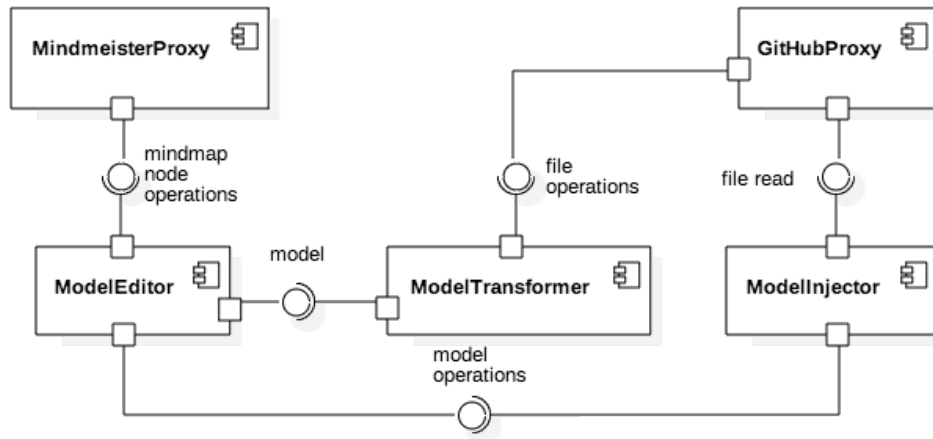 MindmeisterProxy
GitHubProxy
mindmap
node
operations
file
operations
file read
ModelEditor
model
ModelTransformer
ModelInjector
model
operations